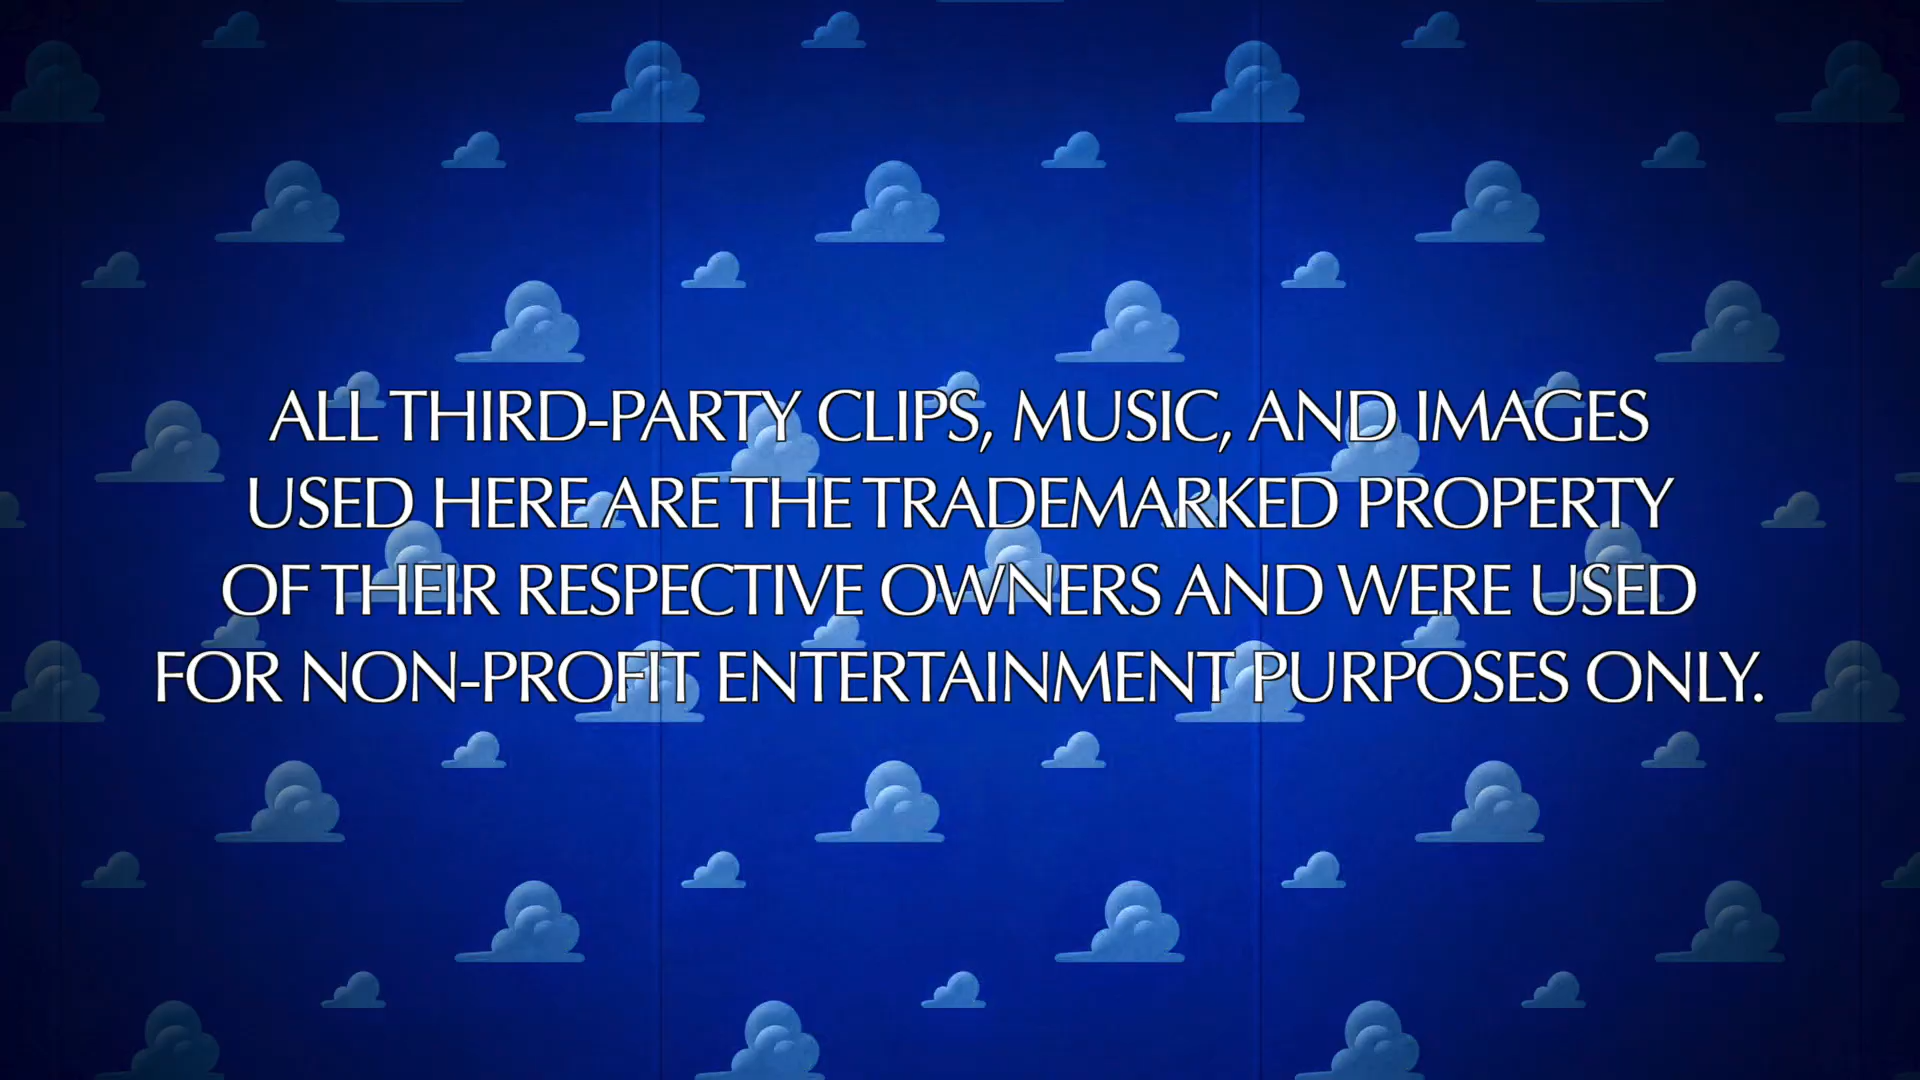 ALL THIRD-PARTY CLIPS, MUSIC, AND IMAGES
USED HERE ARE THE TRADEMARKED PROPERTY
OF THEIR RESPECTIVE OWNERS AND WERE USED
FOR NON-PROFIT ENTERTAINMENT PURPOSES ONLY.